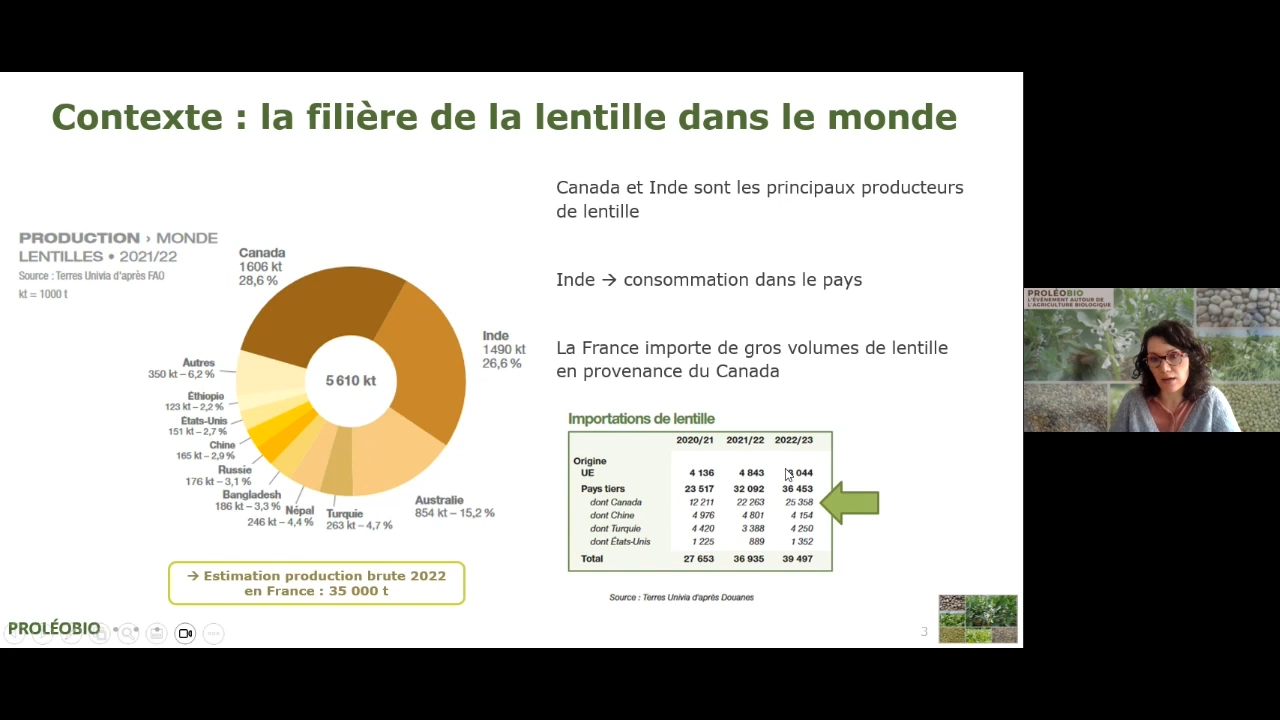 Contexte : la filière de la lentille dans le monde
PRODUCTION › MONDE
LENTILLES • 2021/22
Source : Terres Univia d'après FAO
kt = 1000 t
Canada
1 606 kt
28,6 %
Inde
1 490 kt
26,6 %
Australie
854 kt – 15,2 %
Turquie
263 kt – 4,7 %
Népal
246 kt – 4,4 %
Bangladesh
186 kt – 3,3 %
Russie
176 kt – 3,1 %
Chine
165 kt – 2,9 %
États-Unis
151 kt – 2,7 %
Éthiopie
123 kt – 2,2 %
Autres
350 kt – 6,2 %
5 610 kt
→ Estimation production brute 2022
en France : 35 000 t
Canada et Inde sont les principaux producteurs
de lentille
Inde → consommation dans le pays
La France importe de gros volumes de lentille
en provenance du Canada
Importations de lentille
2020/21 2021/22 2022/23
Origine
UE 4 136 4 843 044
Pays tiers 23 517 32 092 36 453
dont Canada 12 211 22 263 25 358
dont Chine 4 976 4 801 4 154
dont Turquie 4 420 3 388 4 250
dont États-Unis 1 225 889 1 352
Total 27 653 36 935 39 497
Source : Terres Univia d'après Douanes
PROLÉOBIO
3
PROLÉOBIO
L'ÉVÉNEMENT AUTOUR DE
L'AGRICULTURE BIOLOGIQUE